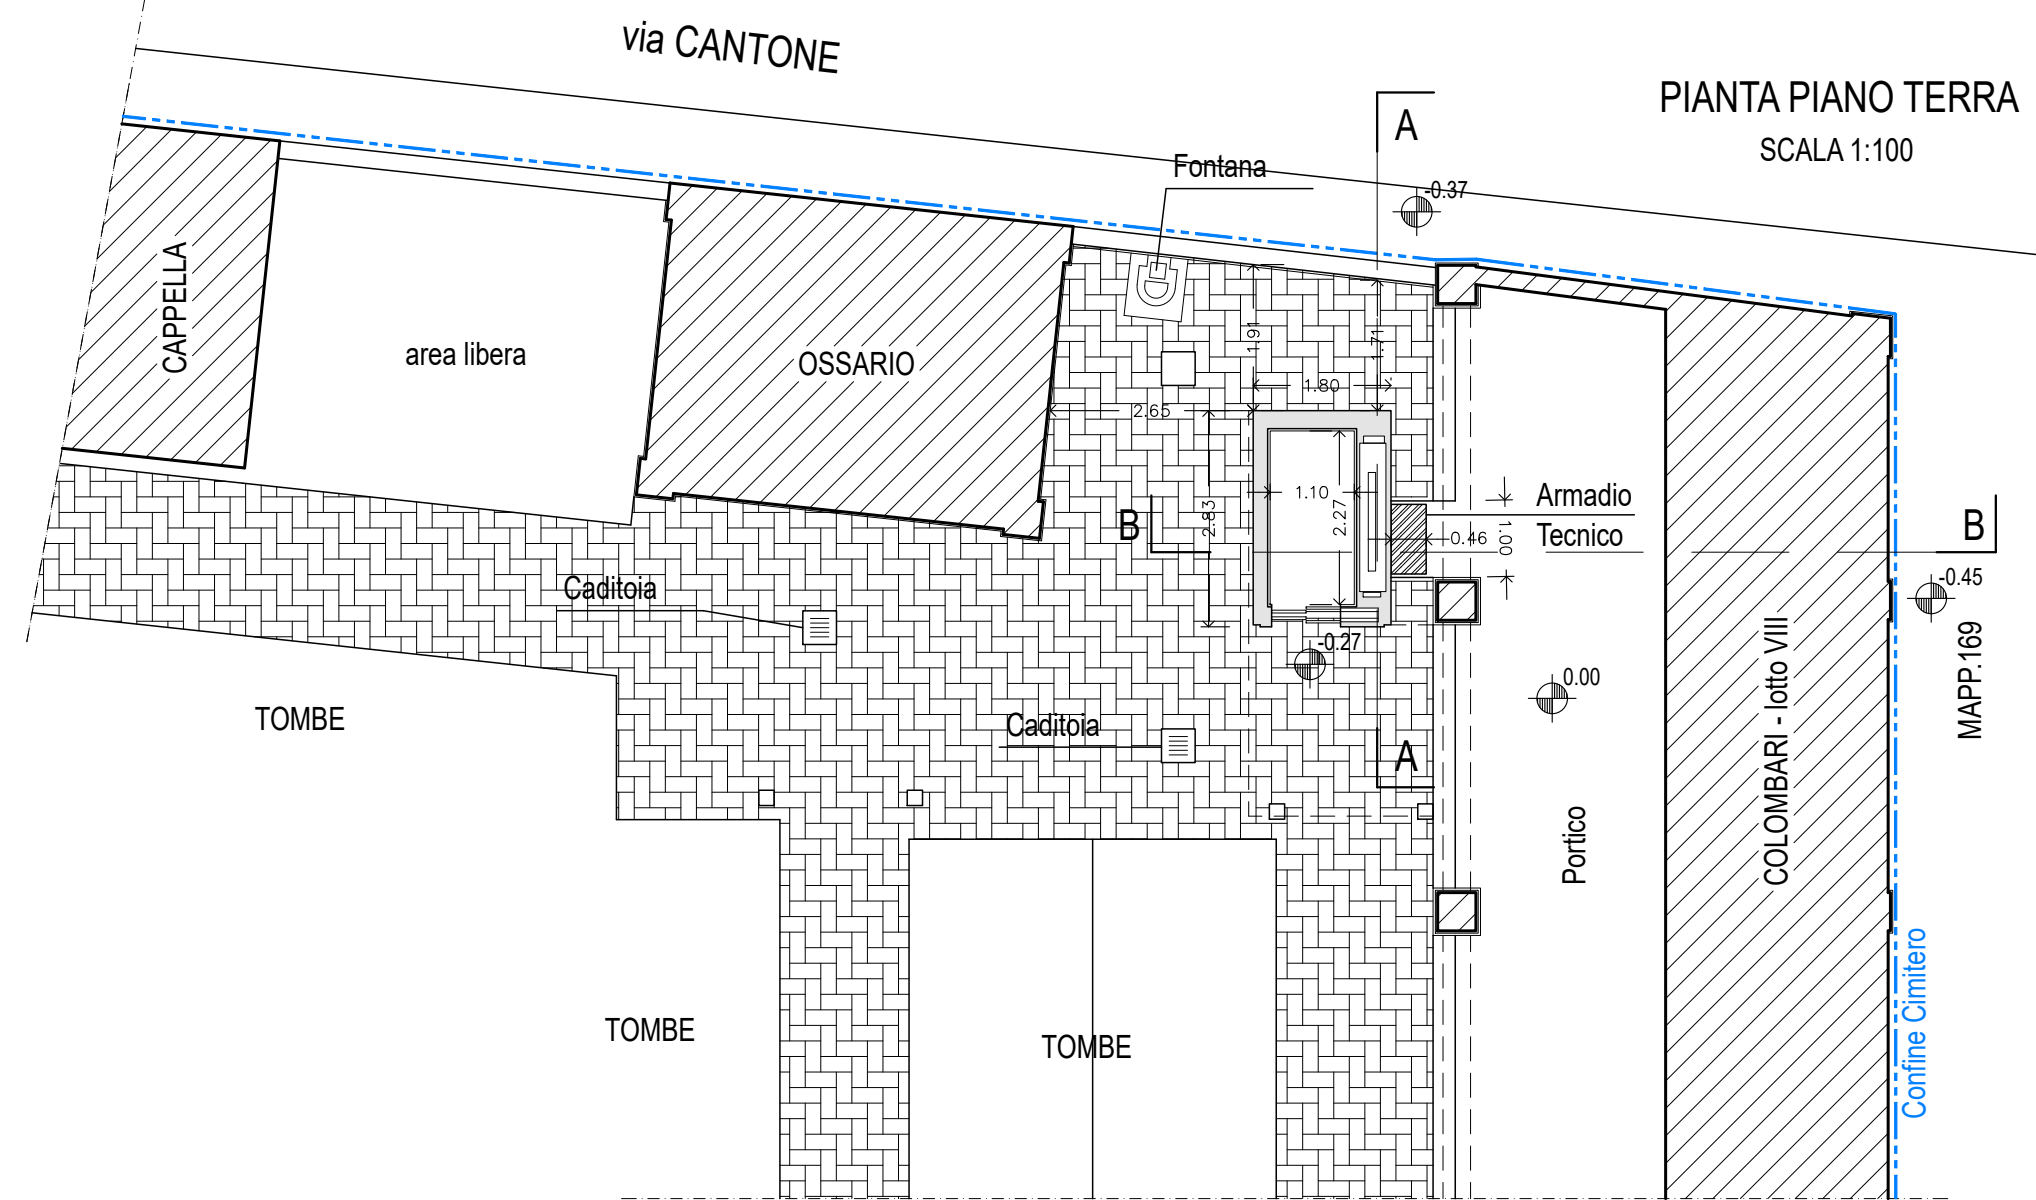 via CANTONE
PIANTA PIANO TERRA
SCALA 1:100
A
Fontana
-0.37
CAPPELLA
area libera
OSSARIO
1.91
1.71
1.80
2.65
1.10
2.27
2.83
B
Armadio
Tecnico
0.46
1.00
B
-0.45
MAPP.169
Caditoia
-0.27
0.00
COLOMBARI - lotto VIII
TOMBE
Caditoia
A
Portico
TOMBE
TOMBE
Confine Cimitero